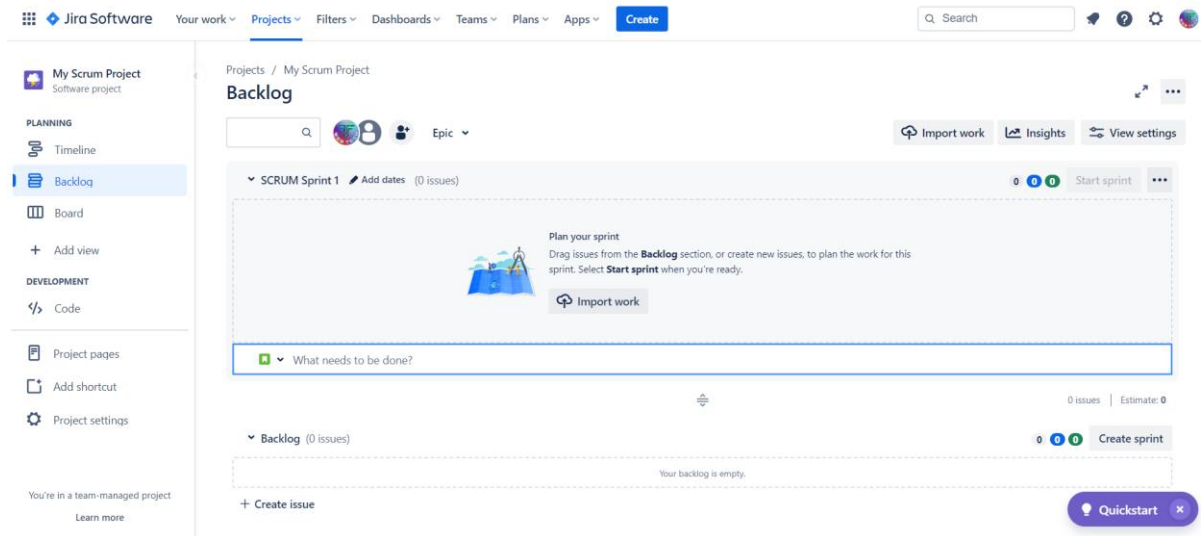 Jira Software Your work Projects Filters Dashboards Teams Plans Apps Create Search
My Scrum Project
Software project
PLANNING
Timeline
Backlog
Board
+ Add view
DEVELOPMENT
Code
Project pages
Add shortcut
Project settings
You're in a team-managed project
Learn more
Projects / My Scrum Project
Backlog
Epic Import work Insights View settings
SCRUM Sprint 1 Add dates (0 issues) 0 0 0 Start sprint
Plan your sprint
Drag issues from the Backlog section, or create new issues, to plan the work for this
sprint. Select Start sprint when you're ready.
Import work
What needs to be done?
0 issues | Estimate: 0
Backlog (0 issues) 0 0 0 Create sprint
Your backlog is empty.
+ Create issue
Quickstart ×